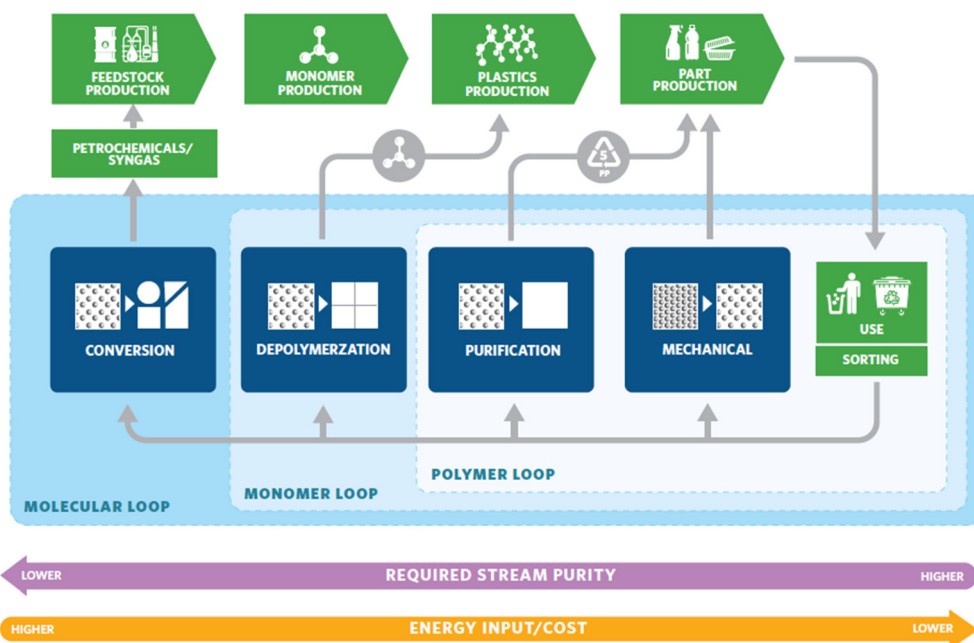 FEEDSTOCK
PRODUCTION
MONOMER
PRODUCTION
PLASTICS
PRODUCTION
PART
PRODUCTION
PETROCHEMICALS/
SYNGAS
5
PP
CONVERSION
DEPOLYMERZATION
PURIFICATION
MECHANICAL
USE
SORTING
POLYMER LOOP
MONOMER LOOP
MOLECULAR LOOP
LOWER
REQUIRED STREAM PURITY
HIGHER
HIGHER
ENERGY INPUT/COST
LOWER